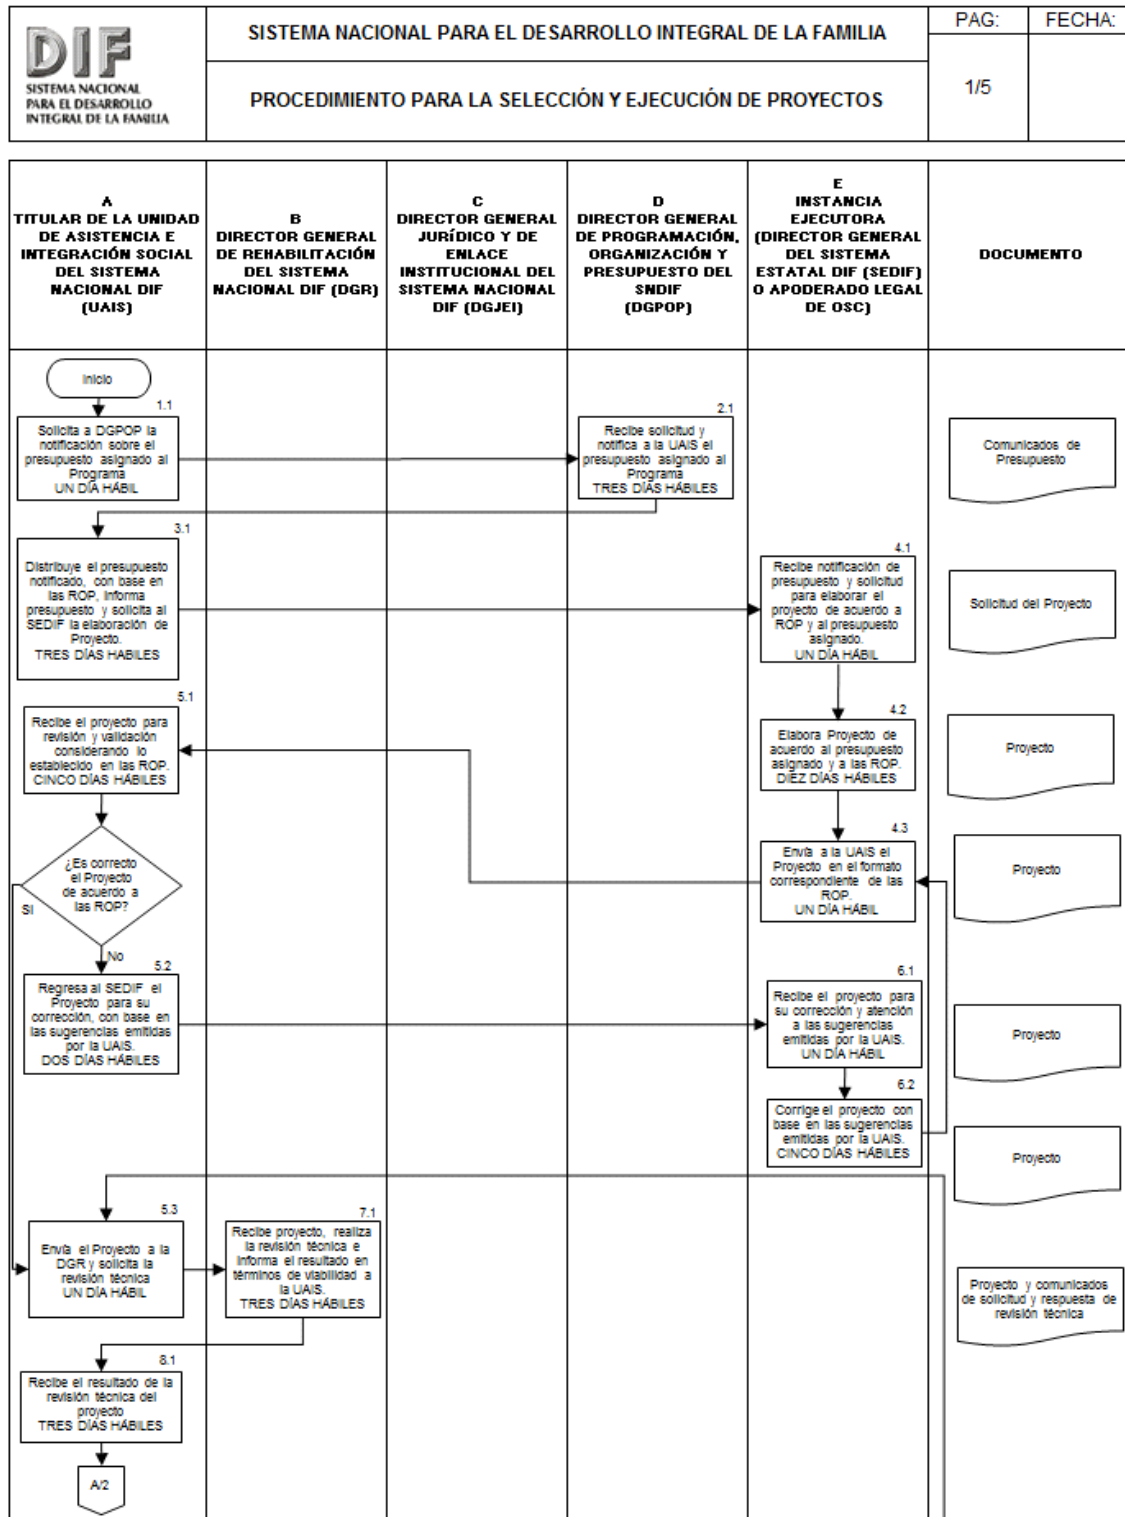 DIF
SISTEMA NACIONAL
PARA EL DESARROLLO
INTEGRAL DE LA FAMILIA
SISTEMA NACIONAL PARA EL DESARROLLO INTEGRAL DE LA FAMILIA
PROCEDIMIENTO PARA LA SELECCIÓN Y EJECUCIÓN DE PROYECTOS
PAG:
FECHA:
1/5
A
TITULAR DE LA UNIDAD
DE ASISTENCIA E
INTEGRACIÓN SOCIAL
DEL SISTEMA
NACIONAL DIF
(UAIS)
B
DIRECTOR GENERAL
DE REHABILITACIÓN
DEL SISTEMA
NACIONAL DIF (DGR)
C
DIRECTOR GENERAL
JURÍDICO Y DE
ENLACE
INSTITUCIONAL DEL
SISTEMA NACIONAL
DIF (DGJEI)
D
DIRECTOR GENERAL
DE PROGRAMACIÓN,
ORGANIZACIÓN Y
PRESUPUESTO DEL
SNDIF
(DGPOP)
E
INSTANCIA
EJECUTORA
(DIRECTOR GENERAL
DEL SISTEMA
ESTATAL DIF (SEDIF)
O APODERADO LEGAL
DE OSC)
DOCUMENTO
Inicio
1.1
Solicita a DGPOP la
notificación sobre el
presupuesto asignado al
Programa
UN DÍA HÁBIL
2.1
Recibe solicitud y
notifica a la UAIS el
presupuesto asignado al
Programa
TRES DÍAS HÁBILES
Comunicados de
Presupuesto
3.1
Distribuye el presupuesto
notificado, con base en
las ROP, informa
presupuesto y solicita al
SEDIF la elaboración de
Proyecto.
TRES DÍAS HABILES
4.1
Recibe notificación de
presupuesto y solicitud
para elaborar el
proyecto de acuerdo a
ROP y al presupuesto
asignado.
UN DÍA HÁBIL
Solicitud del Proyecto
5.1
Recibe el proyecto para
revisión y validación
considerando lo
establecido en las ROP.
CINCO DÍAS HÁBILES
4.2
Elabora Proyecto de
acuerdo al presupuesto
asignado y a las ROP.
DIEZ DÍAS HÁBILES
Proyecto
¿Es correcto
el Proyecto
de acuerdo a
las ROP?
SI
No
4.3
Envía a la UAIS el
Proyecto en el formato
correspondiente de las
ROP.
UN DÍA HÁBIL
Proyecto
5.2
Regresa al SEDIF el
Proyecto para su
corrección, con base en
las sugerencias emitidas
por la UAIS.
DOS DÍAS HÁBILES
6.1
Recibe el proyecto para
su corrección y atención
a las sugerencias
emitidas por la UAIS.
UN DÍA HÁBIL
Proyecto
6.2
Corrige el proyecto con
base en las sugerencias
emitidas por la UAIS.
CINCO DÍAS HÁBILES
Proyecto
5.3
Envía el Proyecto a la
DGR y solicita la
revisión técnica
UN DÍA HÁBIL
7.1
Recibe proyecto, realiza
la revisión técnica e
informa el resultado en
términos de viabilidad a
la UAIS.
TRES DÍAS HÁBILES
Proyecto y comunicados
de solicitud y respuesta de
revisión técnica
8.1
Recibe el resultado de la
revisión técnica del
proyecto
TRES DÍAS HÁBILES
A/2